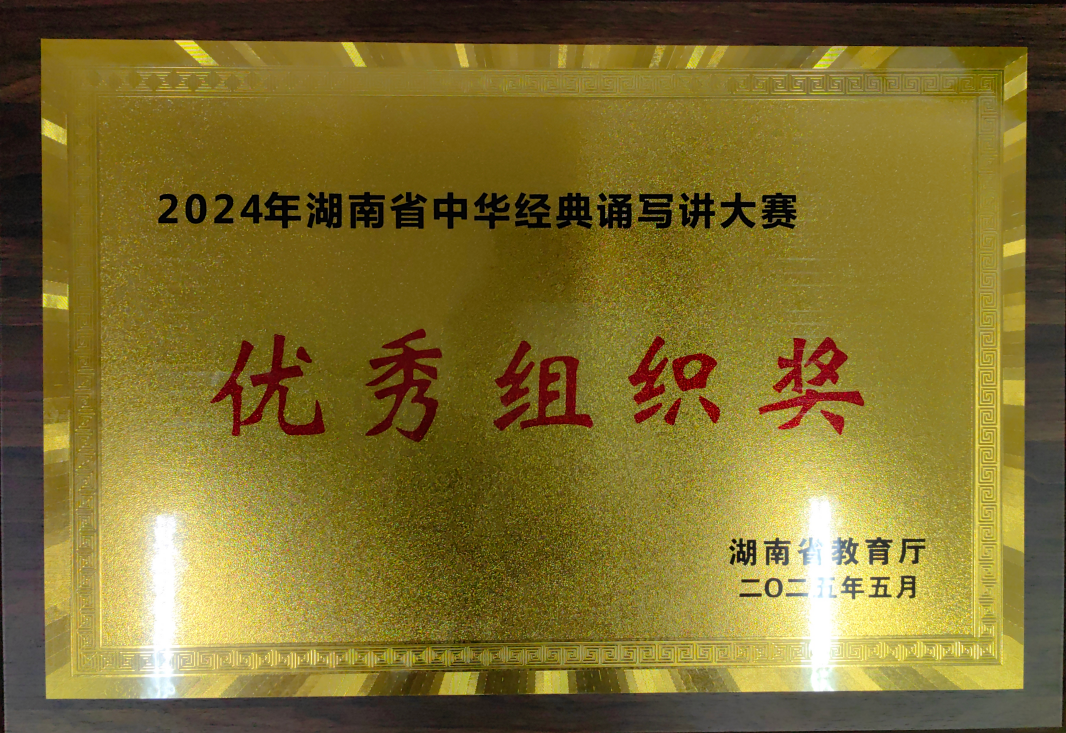 2024年湖南省中华经典诵写讲大赛
优秀组织奖
湖南省教育厅
二〇二五年五月